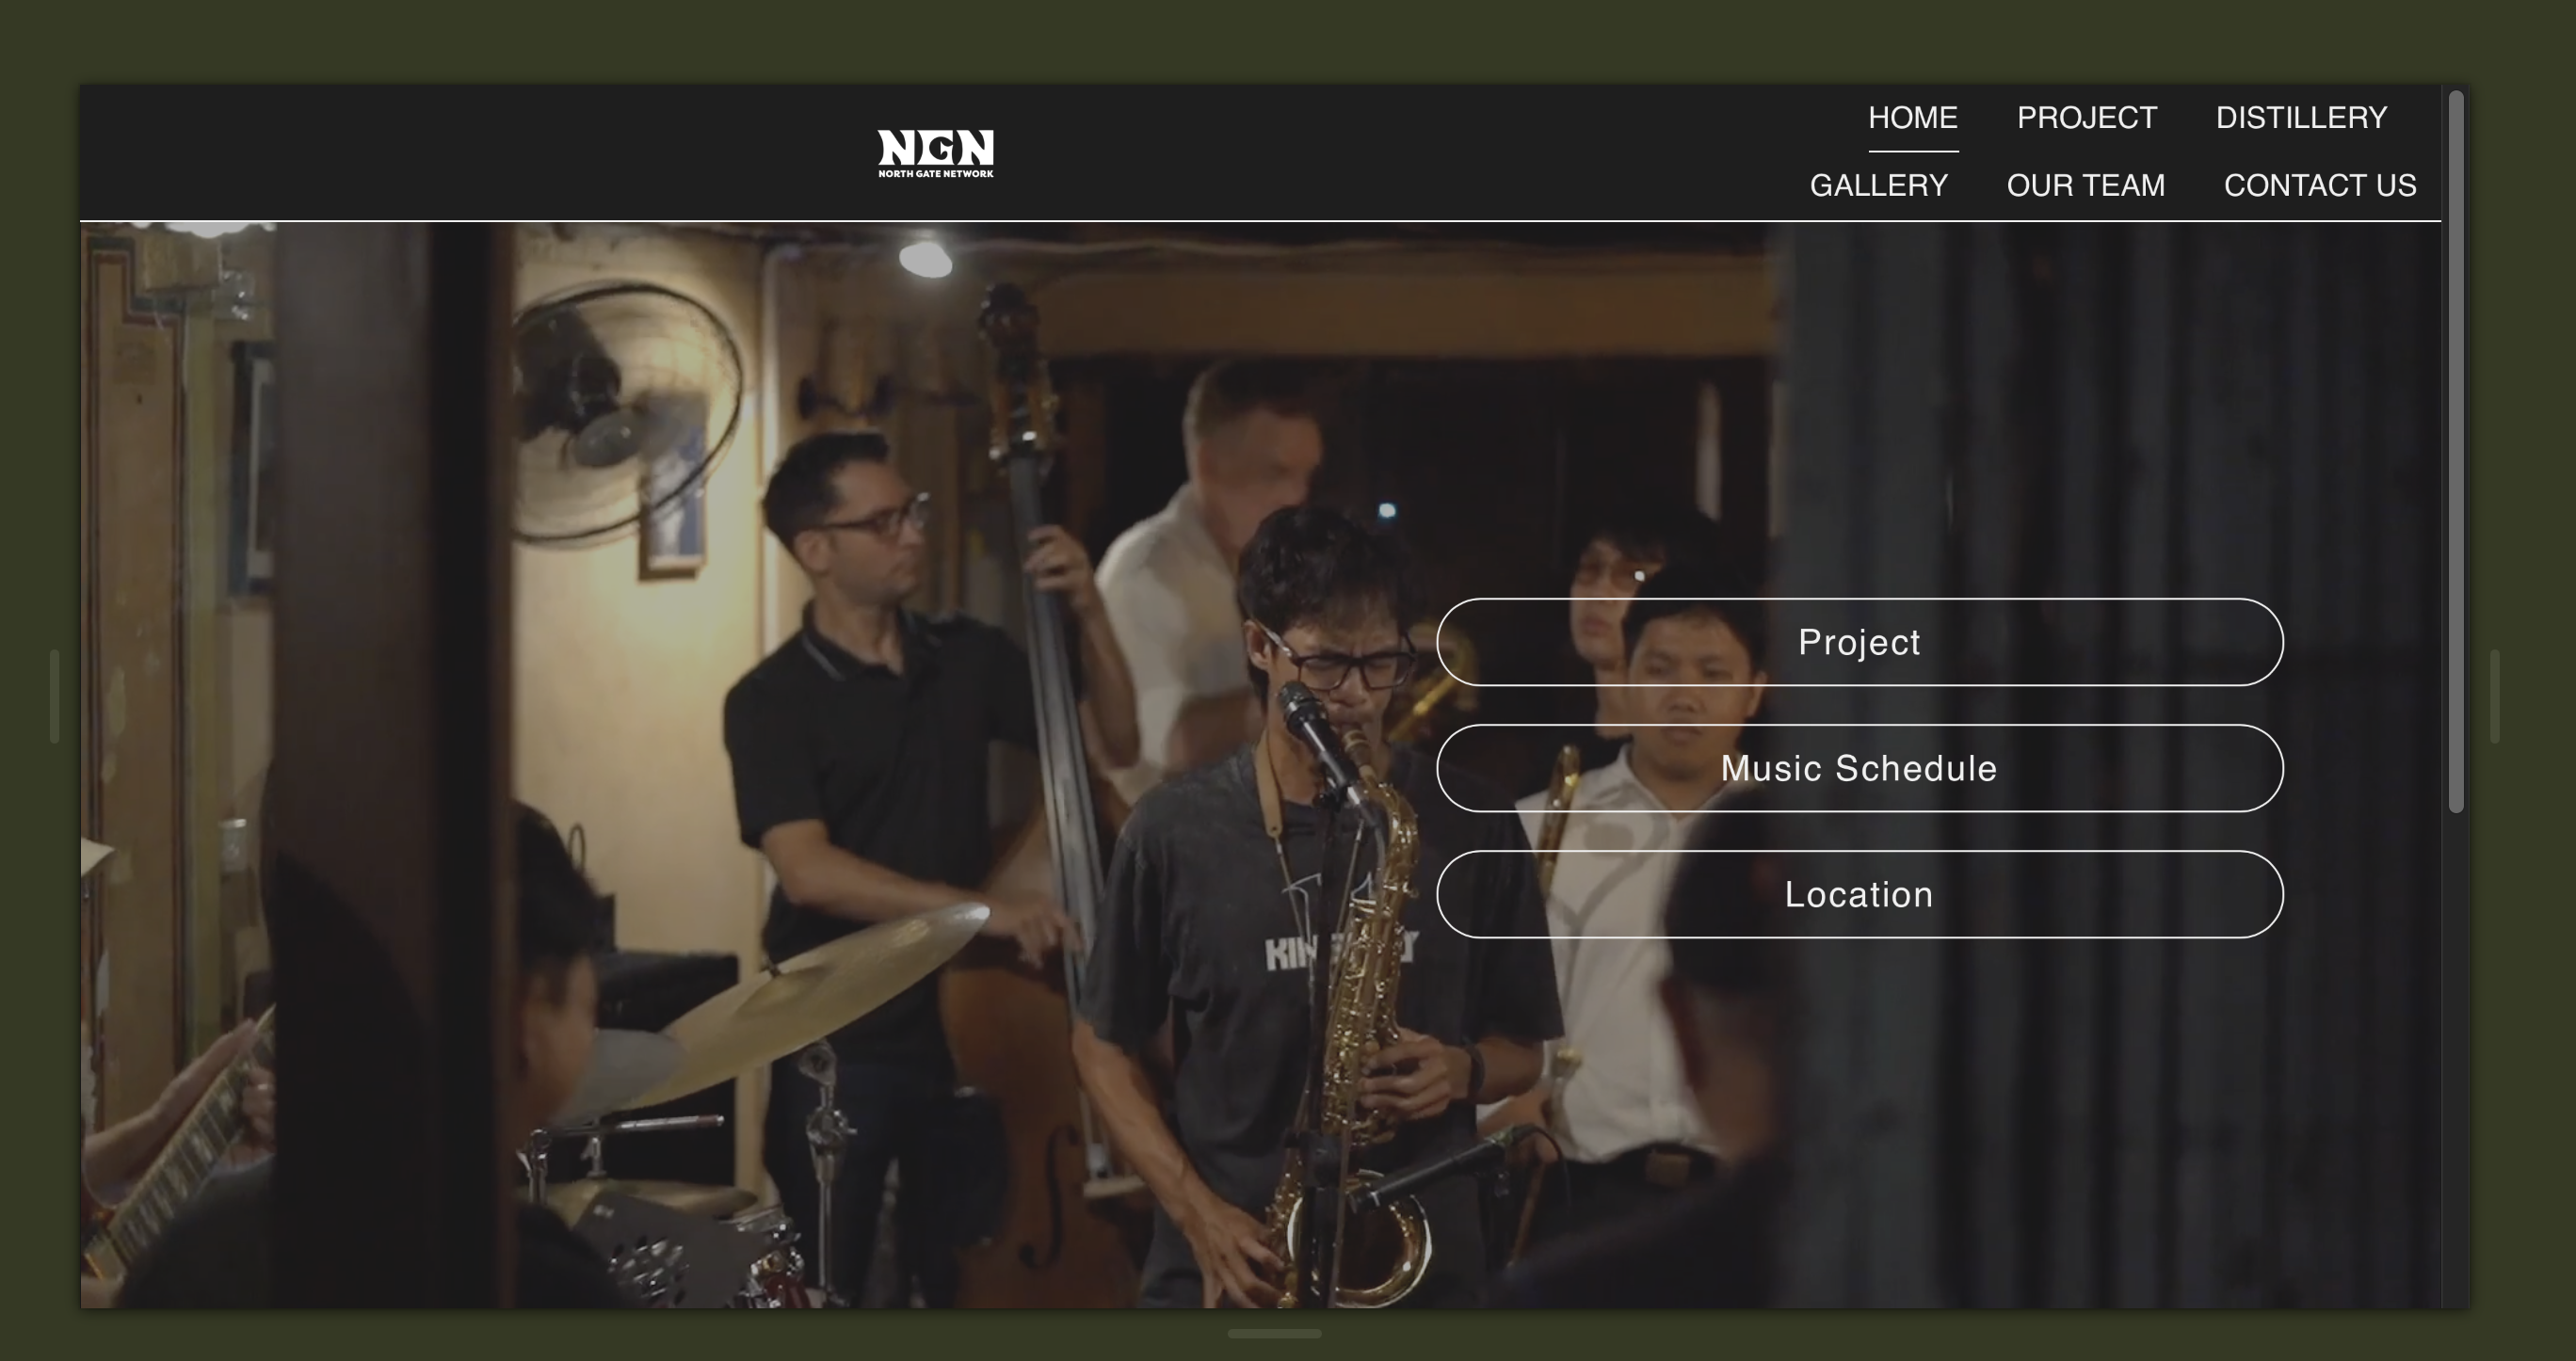 NGN
NORTH GATE NETWORK
HOME PROJECT DISTILLERY
GALLERY OUR TEAM CONTACT US
Project
Music Schedule
Location